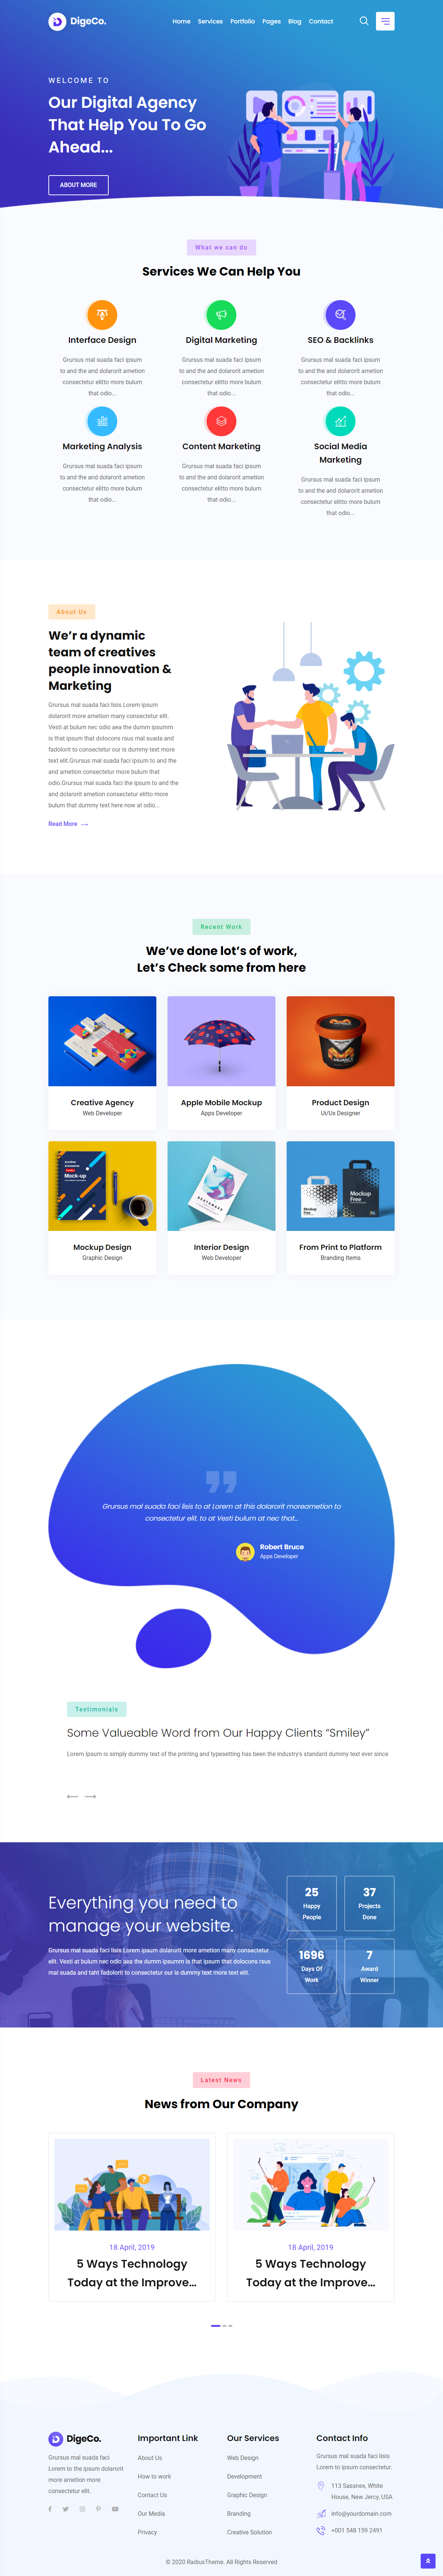 DigeCo.
Home Services Portfolio Pages Blog Contact
WELCOME TO
Our Digital Agency
That Help You To Go
Ahead...
ABOUT MORE
What we can do
Services We Can Help You
Interface Design
Grursus mal suada faci ipsum
to and the and dolarorit ametion
consectetur elitto more bulum
that odio...
Digital Marketing
Grursus mal suada faci ipsum
to and the and dolarorit ametion
consectetur elitto more bulum
that odio...
SEO & Backlinks
Grursus mal suada faci ipsum
to and the and dolarorit ametion
consectetur elitto more bulum
that odio...
Marketing Analysis
Grursus mal suada faci ipsum
to and the and dolarorit ametion
consectetur elitto more bulum
that odio...
Content Marketing
Grursus mal suada faci ipsum
to and the and dolarorit ametion
consectetur elitto more bulum
that odio...
Social Media
Marketing
Grursus mal suada faci ipsum
to and the and dolarorit ametion
consectetur elitto more bulum
that odio...
About Us
We’r a dynamic
team of creatives
people innovation &
Marketing
Grursus mal suada faci lisis Lorem ipsum
dolarorit more ametion many consectetur elit.
Vesti at bulum nec odio aea the dumm ipsumm
is that ipsum that dolocons rsus mal suada and
fadolorit to consectetur our is dummy text more
text elit.Grursus mal suada faci ipsum to and the
and ametion consectetur more bulum that
odio.Grursus mal suada faci the ipsum to and the
and dolarorit ametion consectetur elitto more
bulum that dummy text here now at odio...
Read More
Recent Work
We’ve done lot’s of work,
Let’s Check some from here
Creative Agency
Web Developer
Apple Mobile Mockup
Apps Developer
Product Design
Ui/Ux Designer
Mock-up
Mockup Design
Graphic Design
Interior Design
Web Developer
Mockup
Free
Mockup
Free
From Print to Platform
Branding Items
Grursus mal suada faci lisis to at Lorem at this dolarorit moreametion to
consectetur elit. to at Vesti bulum at nec that...
Robert Bruce
Apps Developer
Testimonials
Some Valueable Word from Our Happy Clients “Smiley”
Lorem Ipsum is simply dummy text of the printing and typesetting has been the industry's standard dummy text ever since
Everything you need to
manage your website.
Grursus mal suada faci lisis Lorem ipsum dolarorit more ametion many consectetur
elit. Vesti at bulum nec odio aea the dumm ipsumm is that ipsum that dolocons rsus
mal suada and taht fadolorit to consectetur our is dummy text more text elit.
25
Happy
People
37
Projects
Done
1696
Days Of
Work
7
Award
Winner
Latest News
News from Our Company
18 April, 2019
5 Ways Technology
Today at the Improve...
18 April, 2019
5 Ways Technology
Today at the Improve...
DigeCo.
Grursus mal suada faci
Lorem to the ipsum dolarorit
more ametion more
consectetur elit.
Important Link
About Us
How to work
Contact Us
Our Media
Privacy
Our Services
Web Design
Development
Graphic Design
Branding
Creative Solution
Contact Info
Grursus mal suada faci lisis
Lorem to ipsum consectetur.
113 Sassnex, White
House, New Jercy, USA
info@yourdomain.com
+001 548 159 2491
© 2020 RadiusTheme. All Rights Reserved